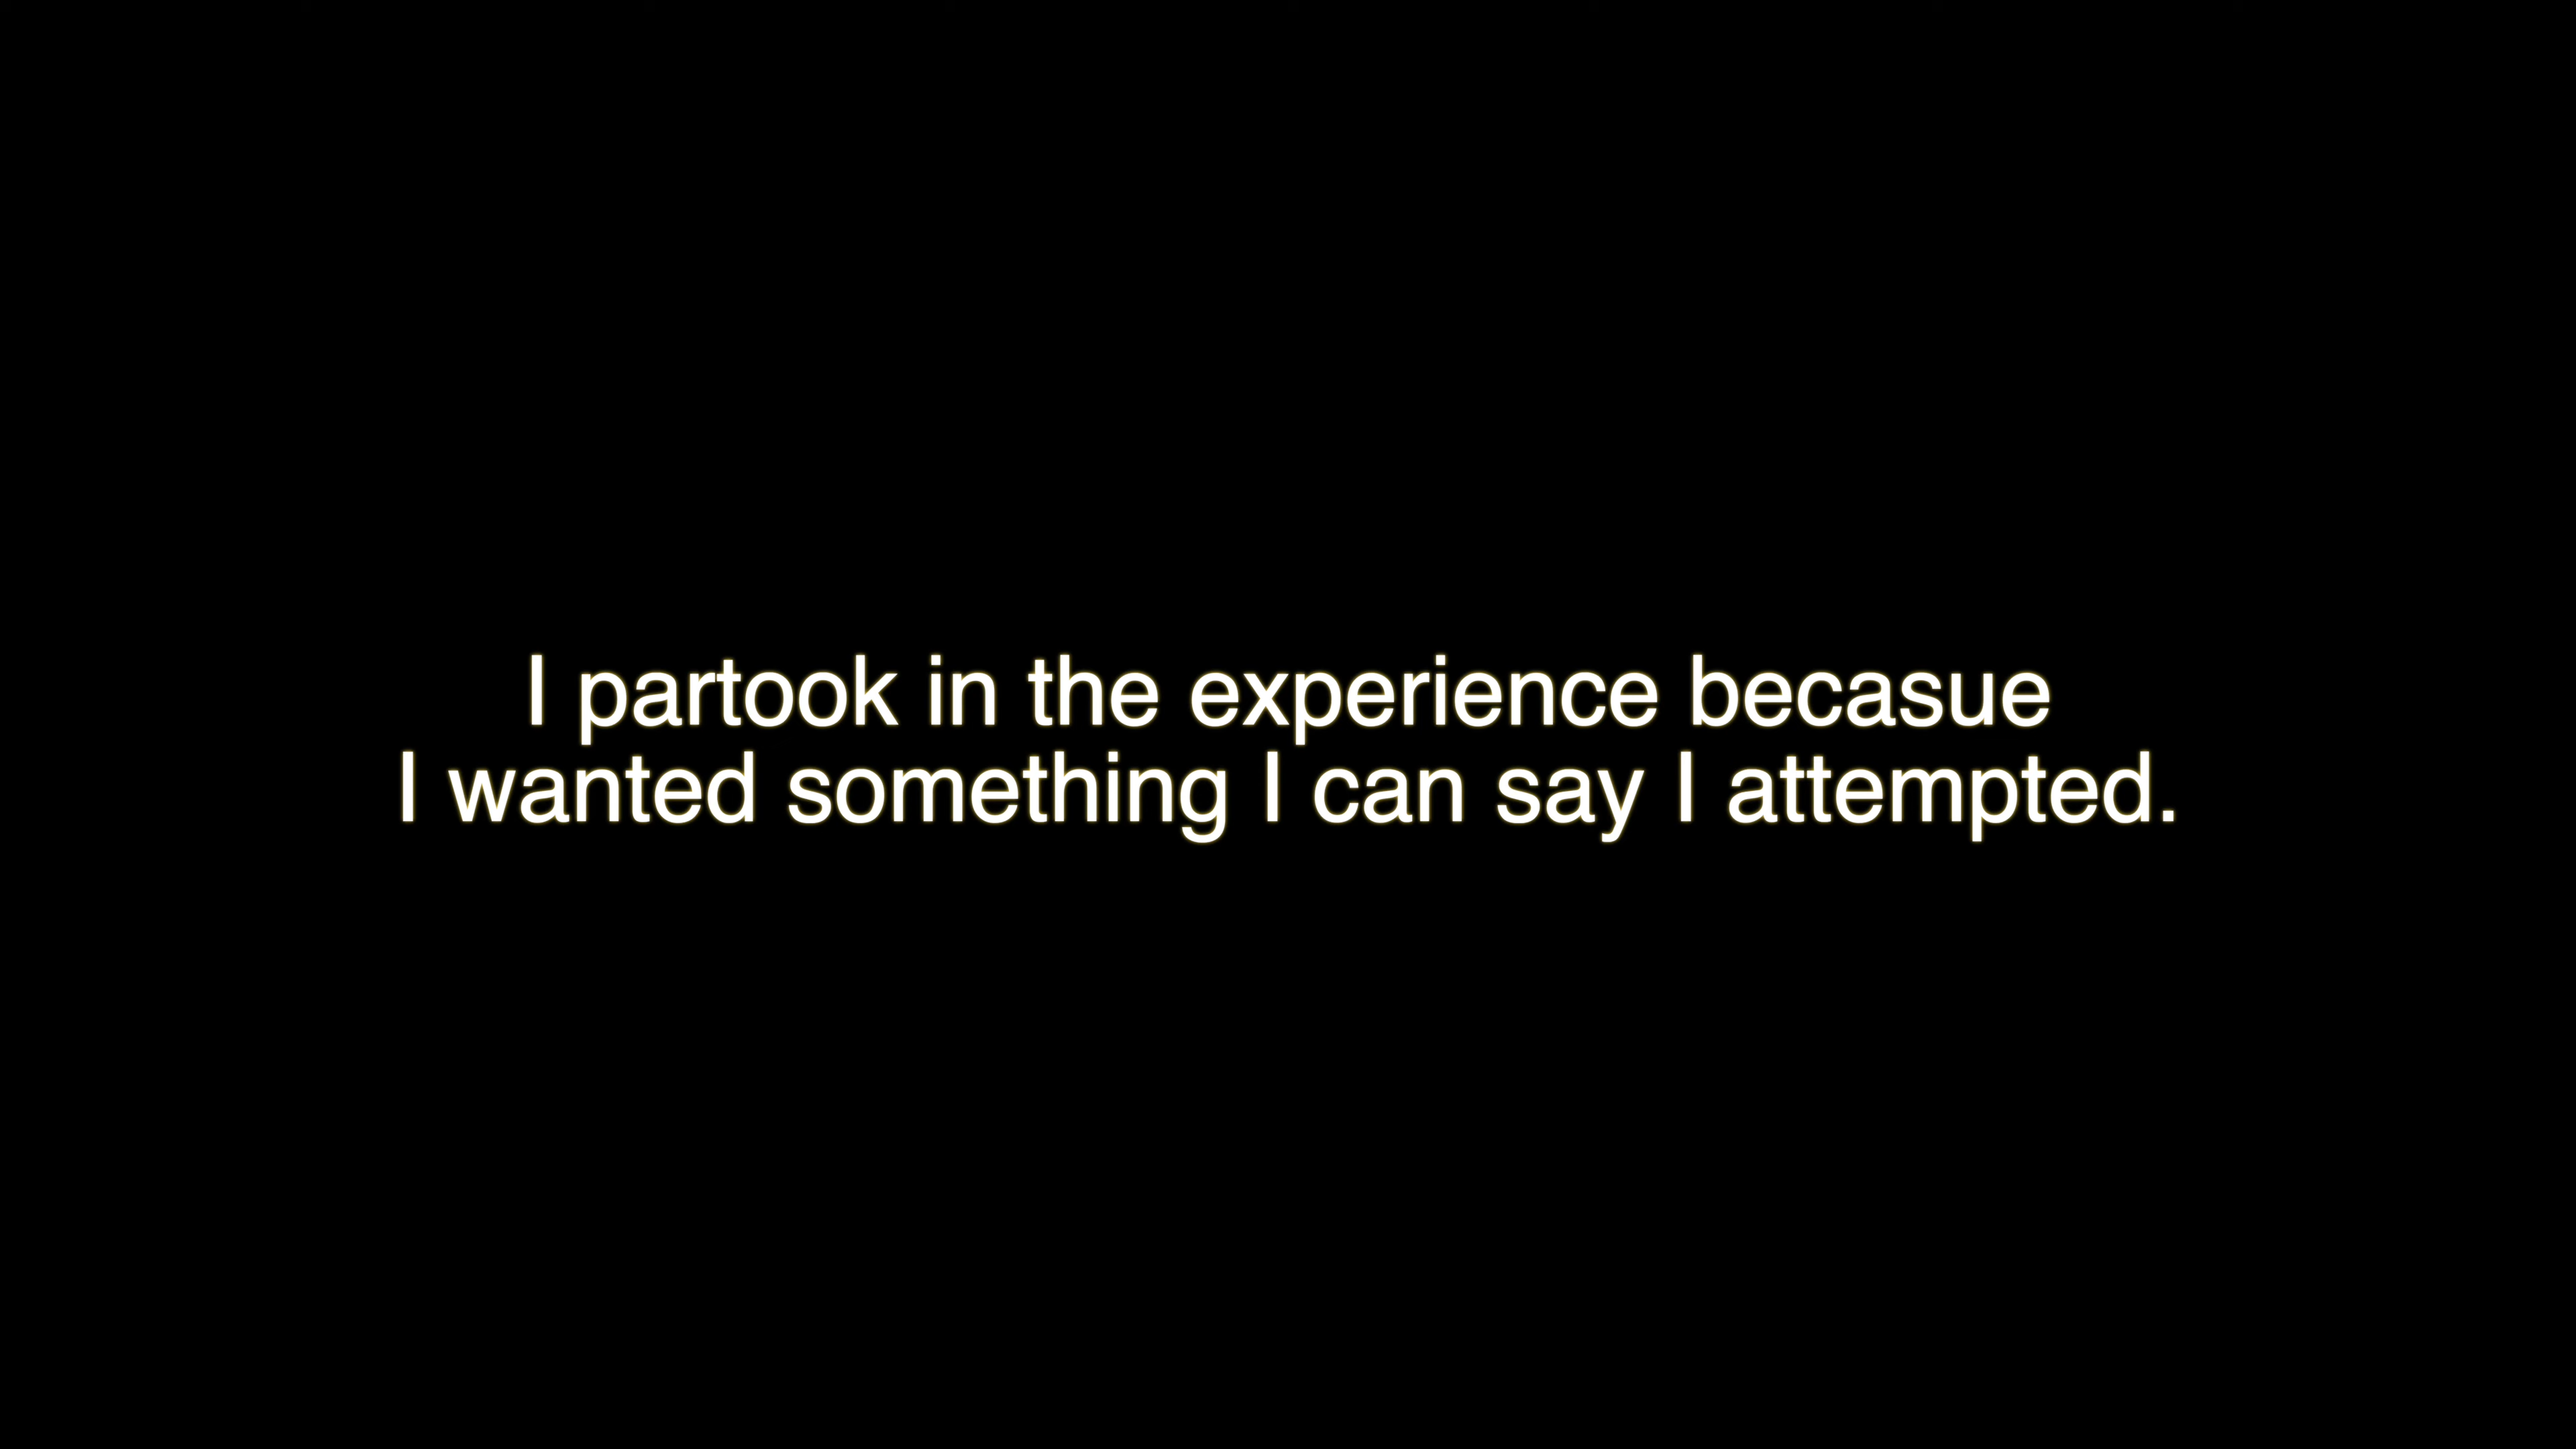 I partook in the experience becasue
I wanted something I can say I attempted.